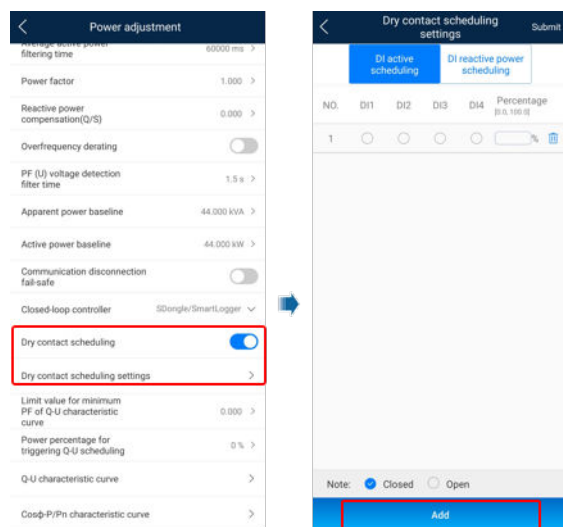 Power adjustment
Average active power
filtering time
60000 ms
Power factor
1.000
Reactive power
compensation(Q/S)
0.000
Overfrequency derating
PF (U) voltage detection
filter time
1.5 s
Apparent power baseline
44.000 kVA
Active power baseline
44.000 kW
Communication disconnection
fail-safe
Closed-loop controller
SDongle/SmartLogger
Dry contact scheduling
Dry contact scheduling settings
Limit value for minimum
PF of Q-U characteristic
curve
0.000
Power percentage for
triggering Q-U scheduling
0 %
Q-U characteristic curve
Cosф-P/Pn characteristic curve
Dry contact scheduling
settings
Submit
DI active
scheduling
DI reactive power
scheduling
NO. DI1 DI2 DI3 DI4 Percentage
[0.0, 100.0]
1 %
Note: Closed Open
Add